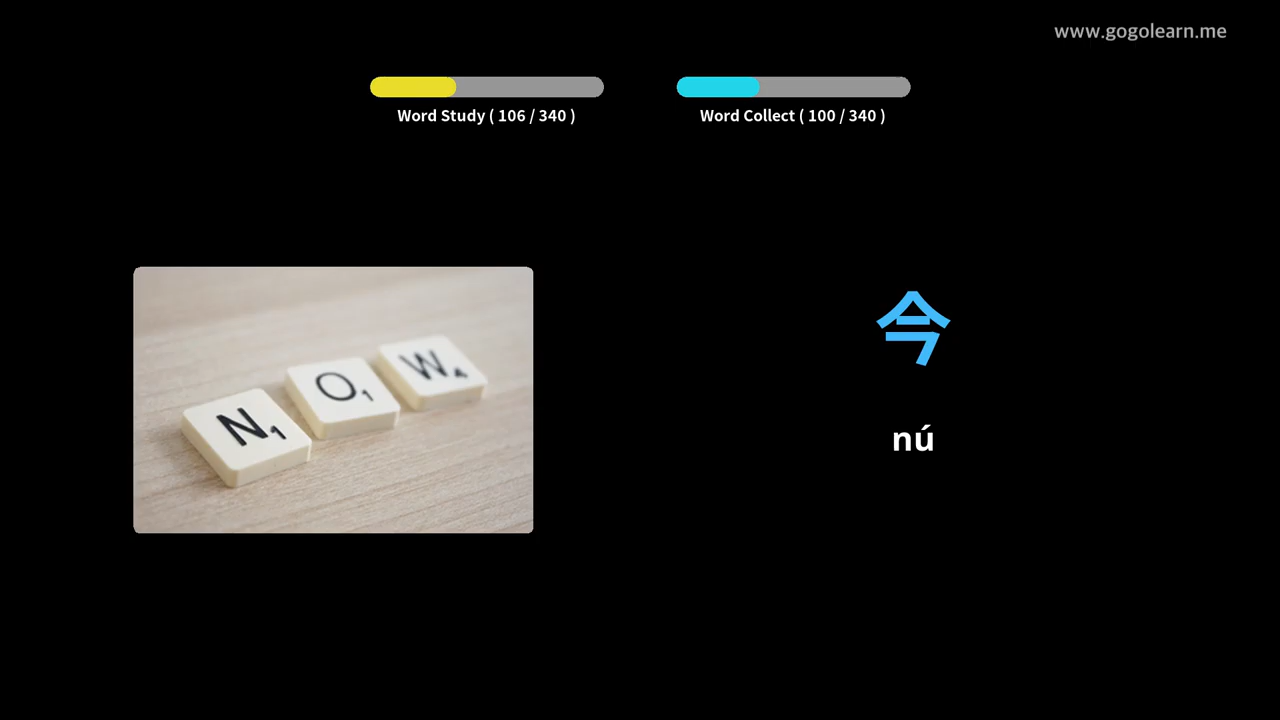 www.gogolearn.me
Word Study ( 106 / 340 )
Word Collect ( 100 / 340 )
N1 O1 W4
今
nú